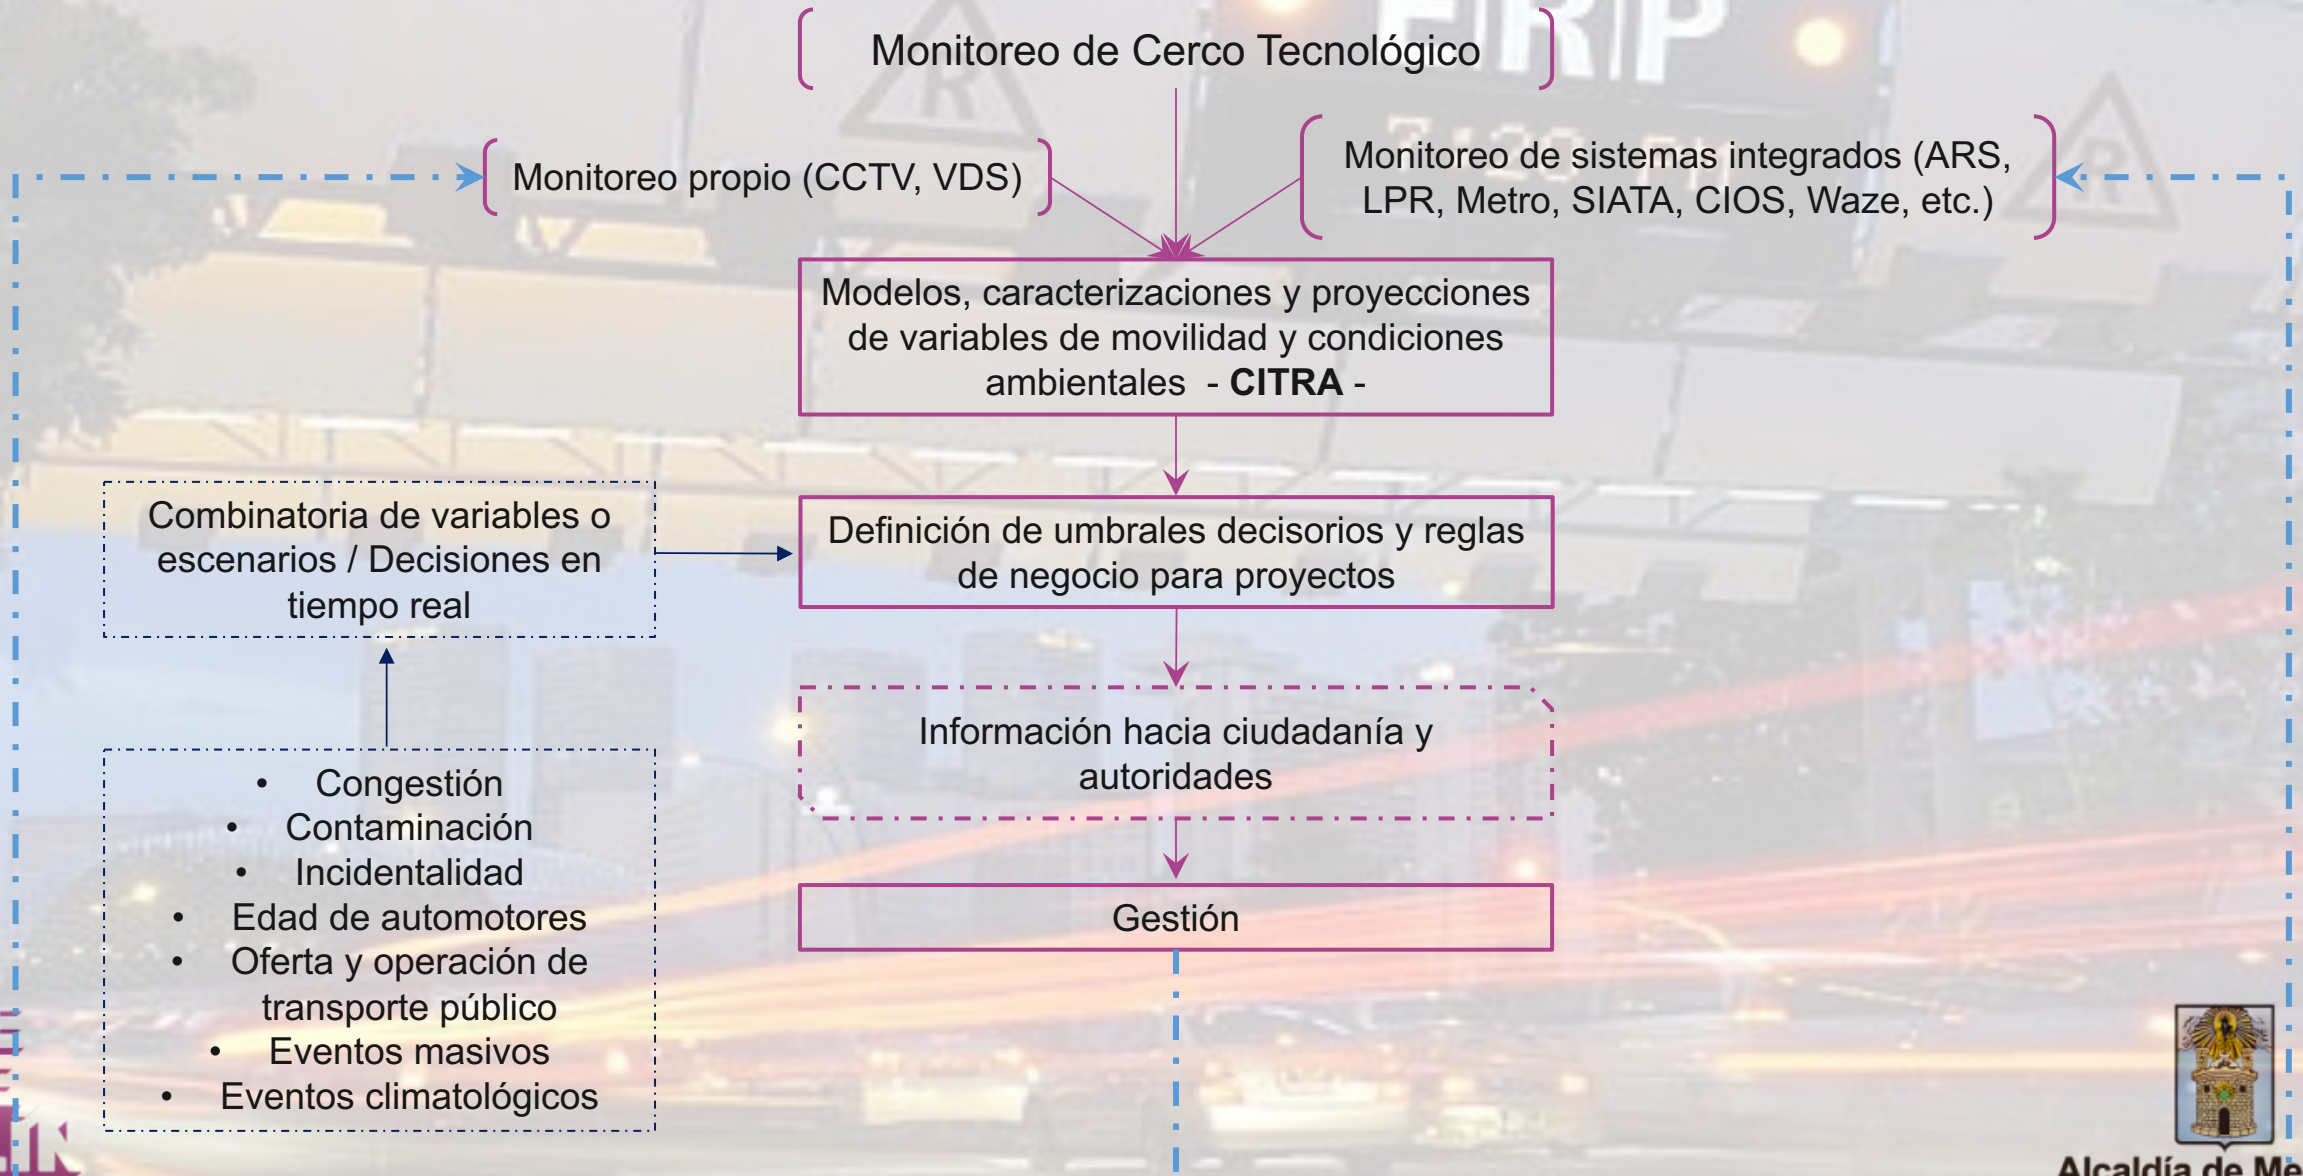 ERP
Monitoreo de Cerco Tecnológico
Monitoreo propio (CCTV, VDS)
Monitoreo de sistemas integrados (ARS,
LPR, Metro, SIATA, CIOS, Waze, etc.)
Modelos, caracterizaciones y proyecciones
de variables de movilidad y condiciones
ambientales - CITRA -
Combinatoria de variables o
escenarios / Decisiones en
tiempo real
Definición de umbrales decisorios y reglas
de negocio para proyectos
Información hacia ciudadanía y
autoridades
• Congestión
• Contaminación
• Incidentalidad
• Edad de automotores
• Oferta y operación de
transporte público
• Eventos masivos
• Eventos climatológicos
Gestión
Alcaldía de Me